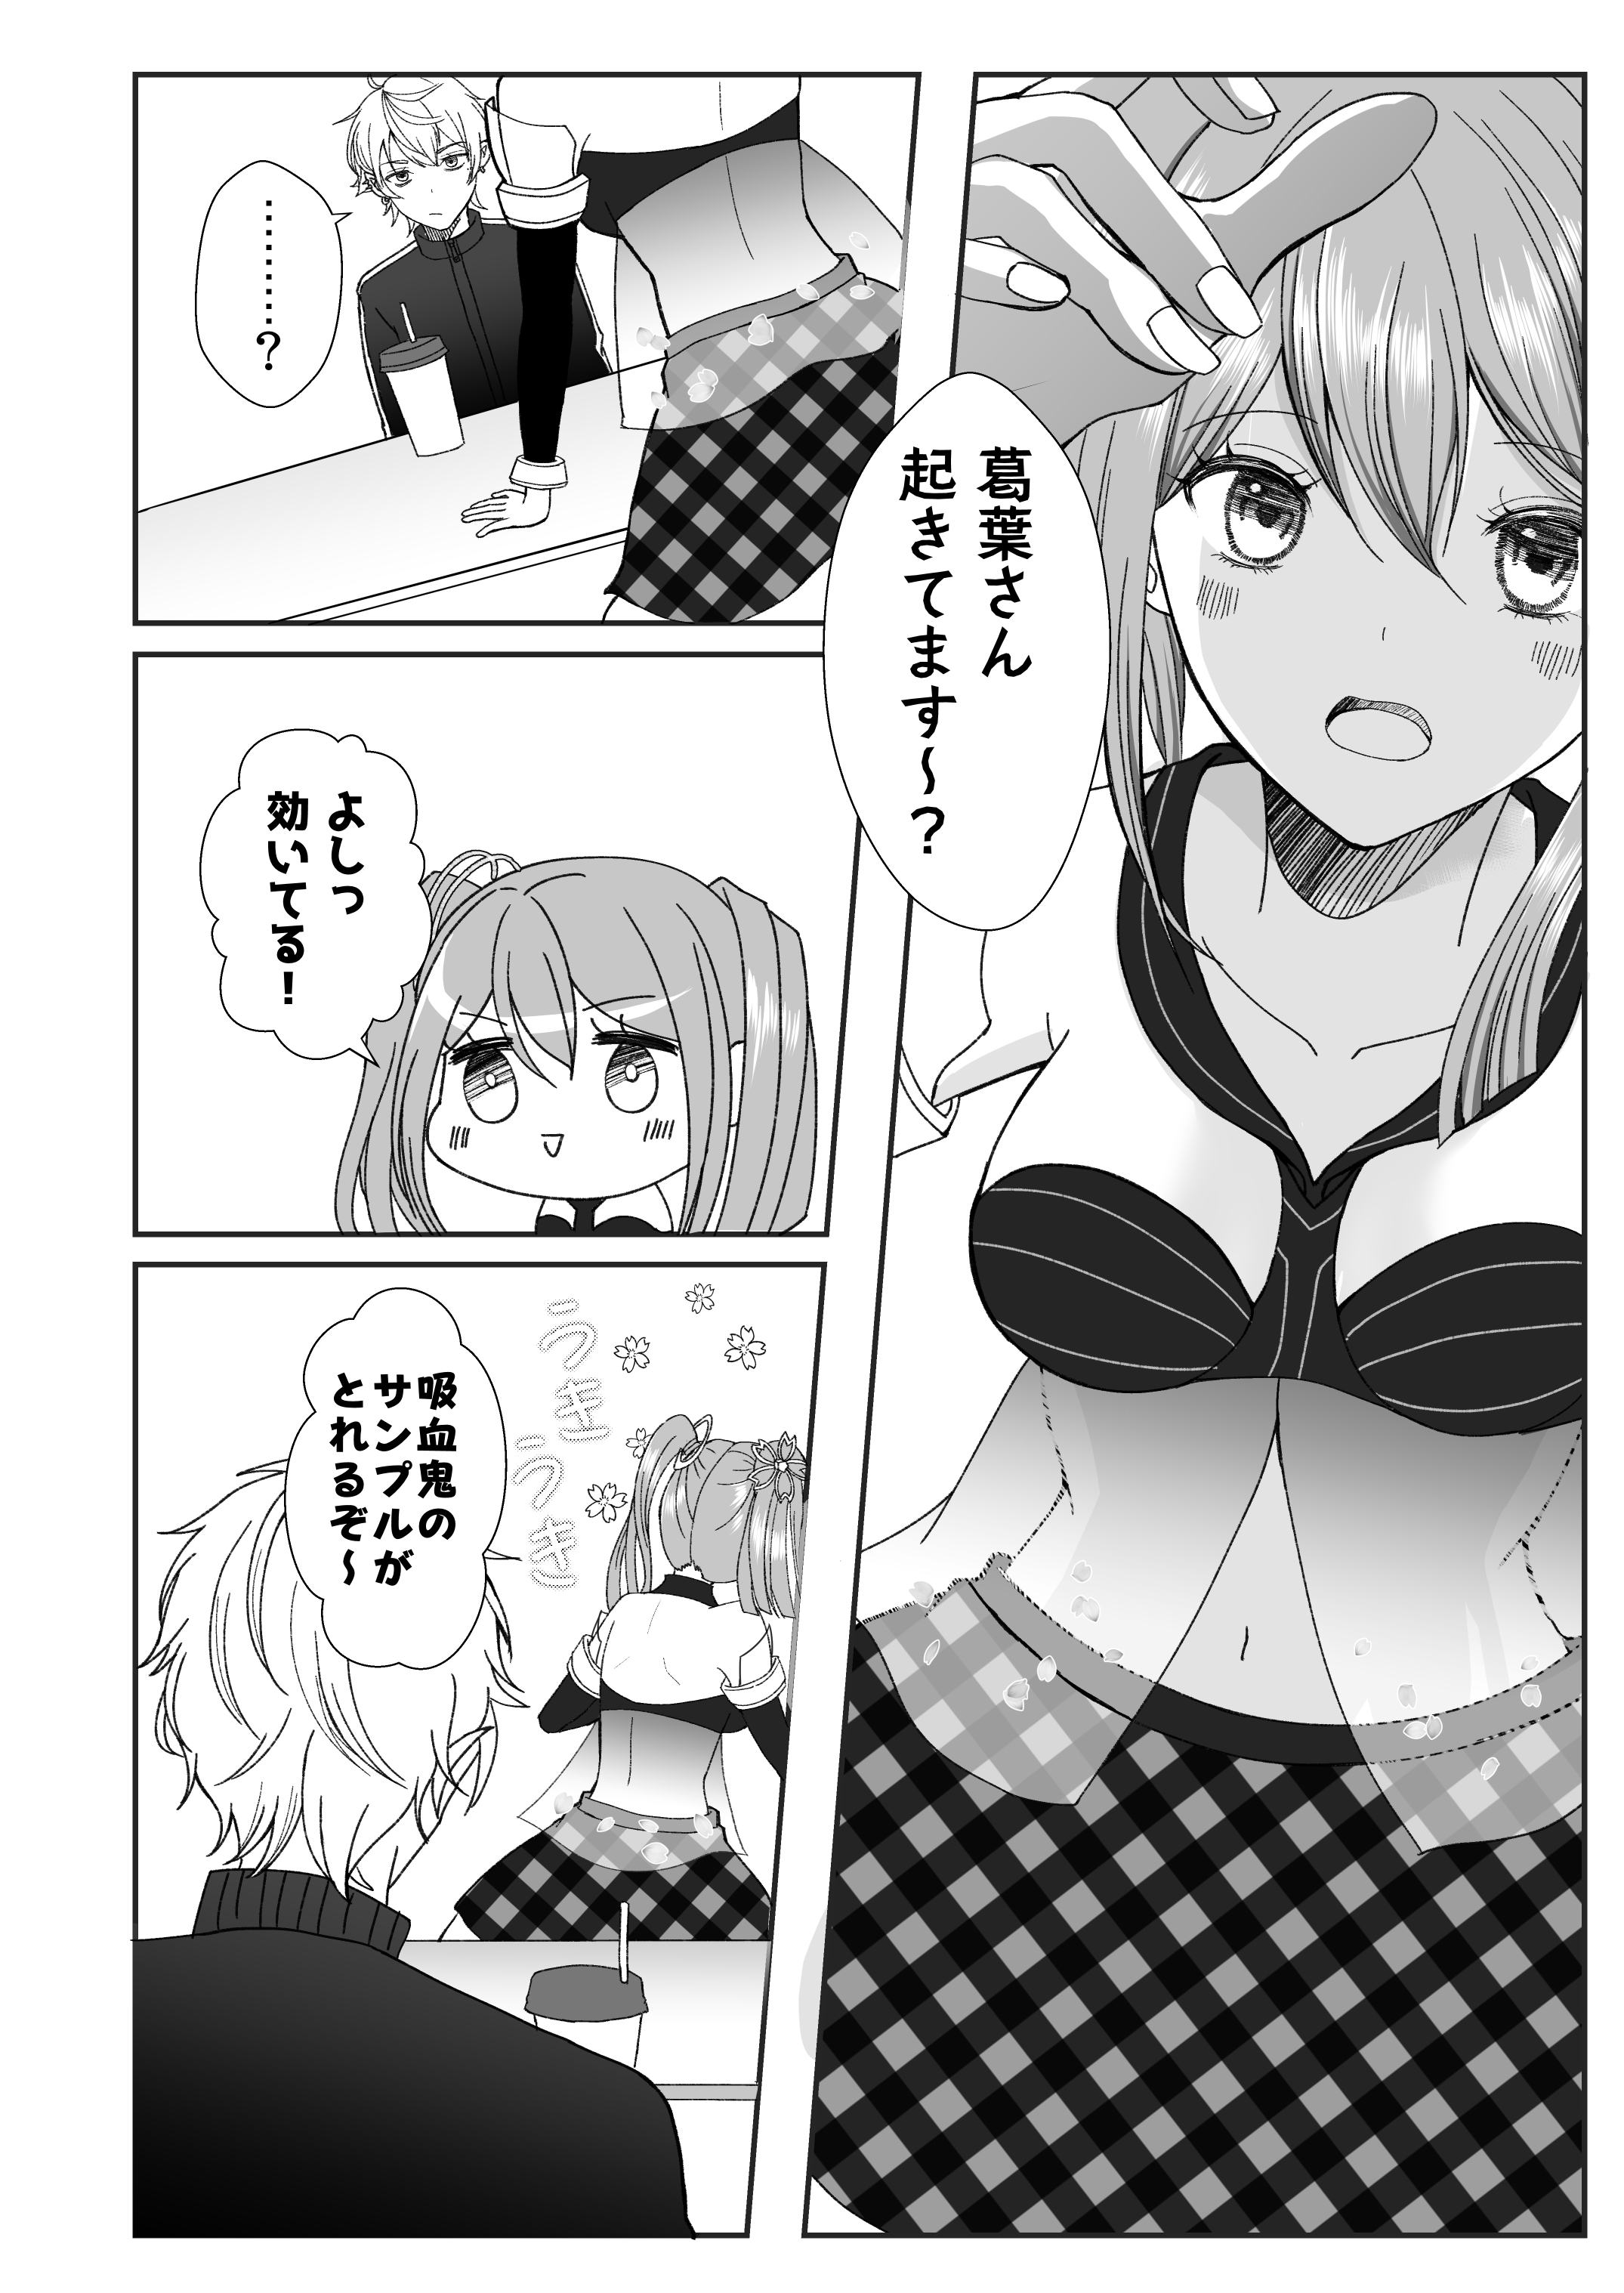 葛葉さん
起きてます～?
…………?
よしっ
効いてる!
うきうき
吸血鬼の
サンプルが
とれるぞ～